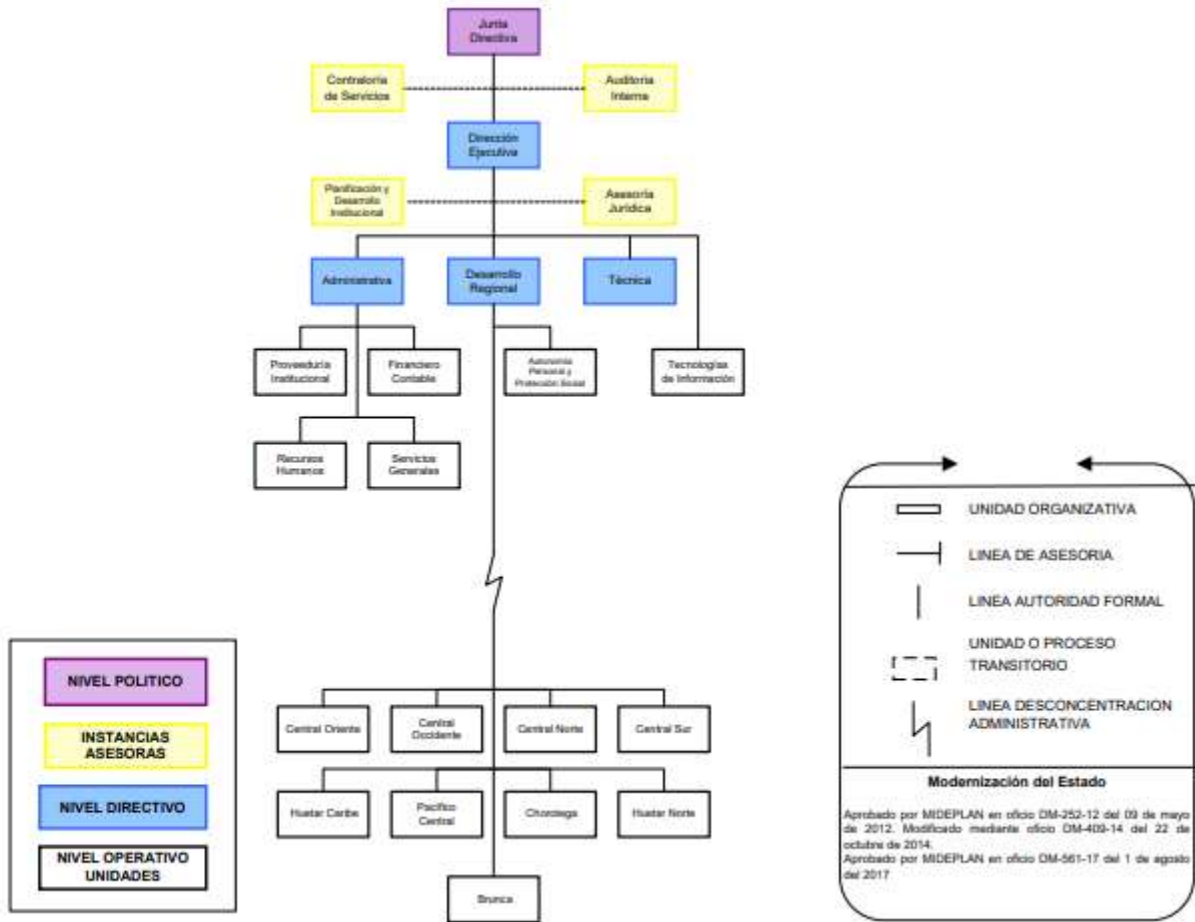 Junta
Directiva
Contraloría
de Servicios
Auditoria
Interna
Dirección
Ejecutiva
Planificación y
Desarrollo
Institucional
Asesoría
Jurídica
Administrativa
Desarrollo
Regional
Técnica
Proveeduría
Institucional
Financiero
Contable
Autonomía
Personal y
Protección Social
Tecnologías
de Información
Recursos
Humanos
Servicios
Generales
UNIDAD ORGANIZATIVA
LINEA DE ASESORIA
LINEA AUTORIDAD FORMAL
UNIDAD O PROCESO
TRANSITORIO
LINEA DESCONCENTRACION
ADMINISTRATIVA
NIVEL POLITICO
INSTANCIAS
ASESORAS
NIVEL DIRECTIVO
NIVEL OPERATIVO
UNIDADES
Central Oriente
Central
Occidente
Central Norte
Central Sur
Huetar Caribe
Pacífico
Central
Chorotega
Huetar Norte
Brunca
Modernización del Estado
Aprobado por MIDEPLAN en oficio DM-252-12 del 09 de mayo
de 2012. Modificado mediante oficio DM-409-14 del 22 de
octubre de 2014.
Aprobado por MIDEPLAN en oficio DM-561-17 del 1 de agosto
del 2017